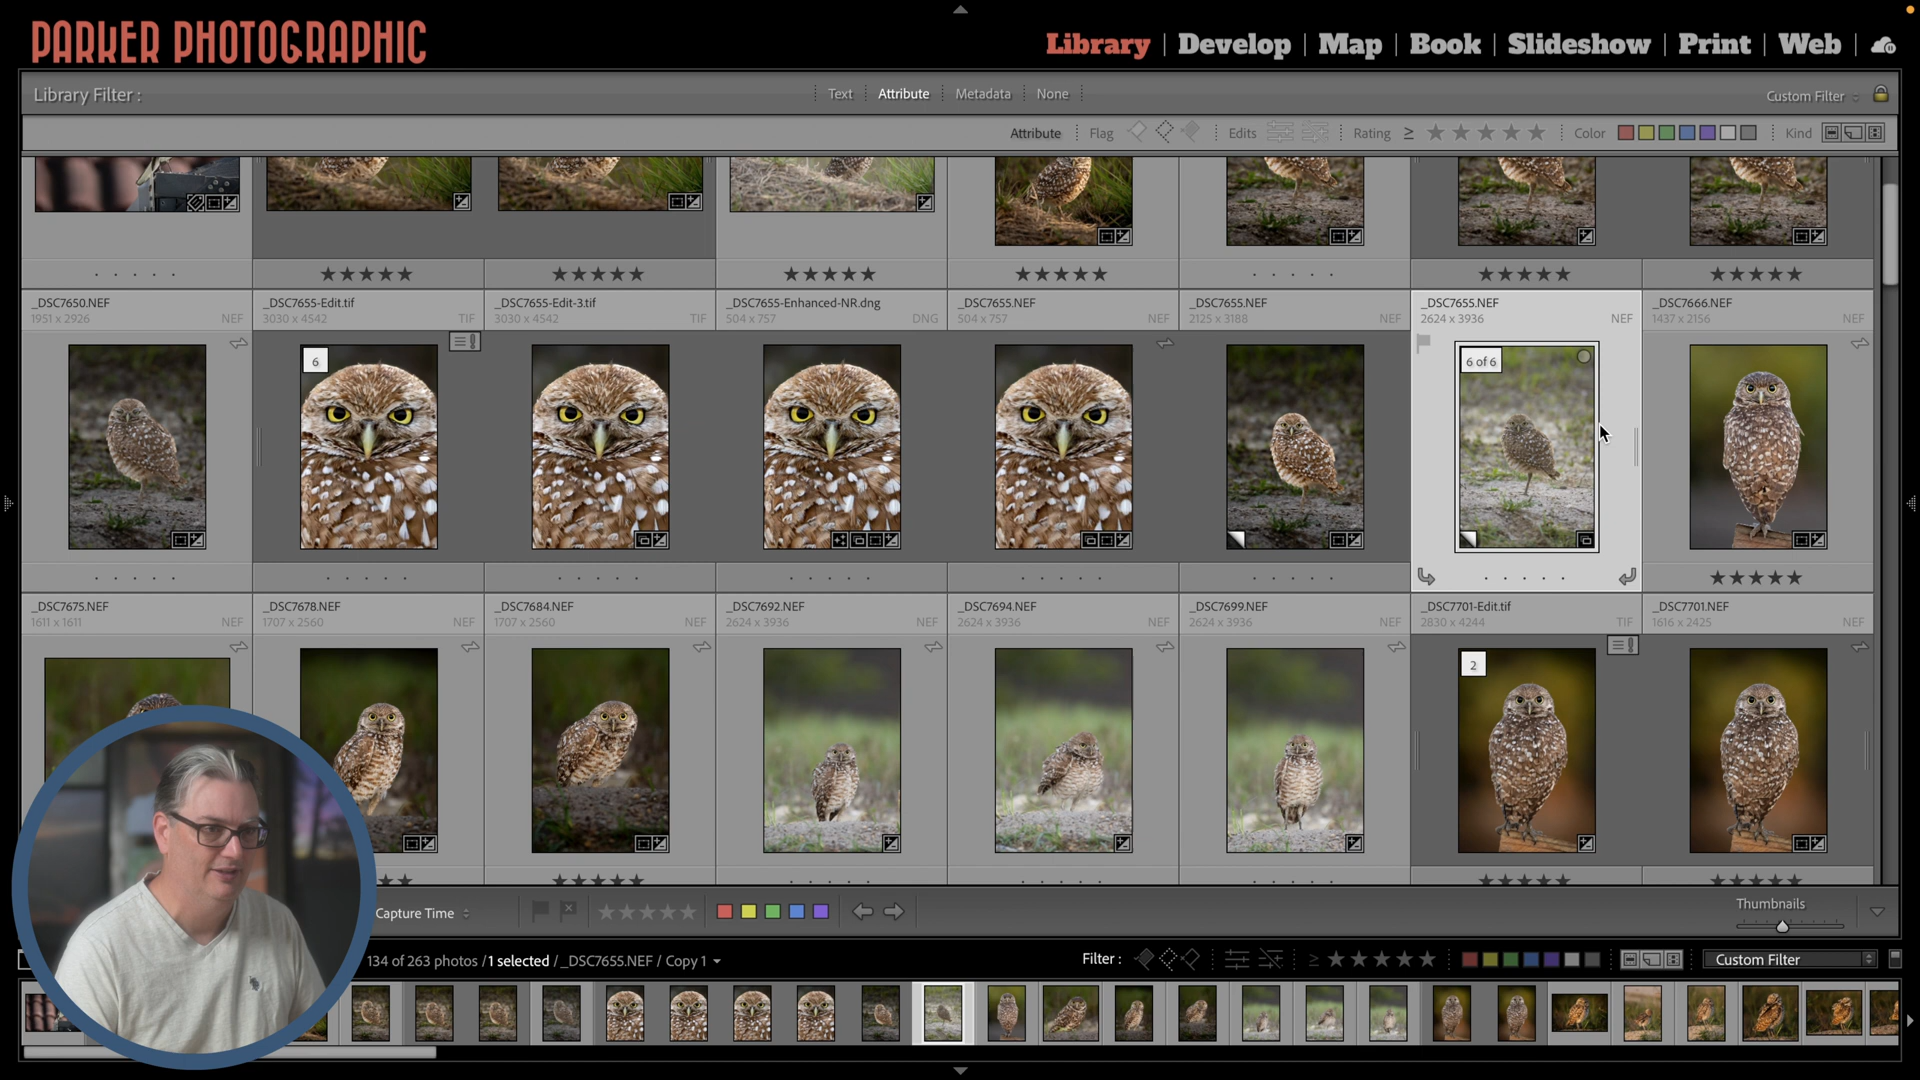 PARKER PHOTOGRAPHIC
Library | Develop | Map | Book | Slideshow | Print | Web |
Library Filter : Text Attribute Metadata None Custom Filter
Attribute Flag Edits Rating ≥ ★ ★ ★ ★ ★ Color Kind
★★★★★ ★★★★★ ★★★★★ ★★★★★ ★★★★★ ★★★★★
_DSC7650.NEF _DSC7655-Edit.tif _DSC7655-Edit-3.tif _DSC7655-Enhanced-NR.dng _DSC7655.NEF _DSC7655.NEF _DSC7655.NEF _DSC7666.NEF
1951 x 2926 NEF 3030 x 4542 TIF 3030 x 4542 TIF 504 x 757 DNG 504 x 757 NEF 2125 x 3188 NEF 2624 x 3936 NEF 1437 x 2156 NEF
6 6 of 6
★★★★★
_DSC7675.NEF _DSC7678.NEF _DSC7684.NEF _DSC7692.NEF _DSC7694.NEF _DSC7699.NEF _DSC7701-Edit.tif _DSC7701.NEF
1611 x 1611 NEF 1707 x 2560 NEF 1707 x 2560 NEF 2624 x 3936 NEF 2624 x 3936 NEF 2624 x 3936 NEF 2830 x 4244 TIF 1616 x 2425 NEF
2
Capture Time ★★★★★ Thumbnails
134 of 263 photos / 1 selected / _DSC7655.NEF / Copy 1 Filter : ≥ ★ ★ ★ ★ ★ Custom Filter